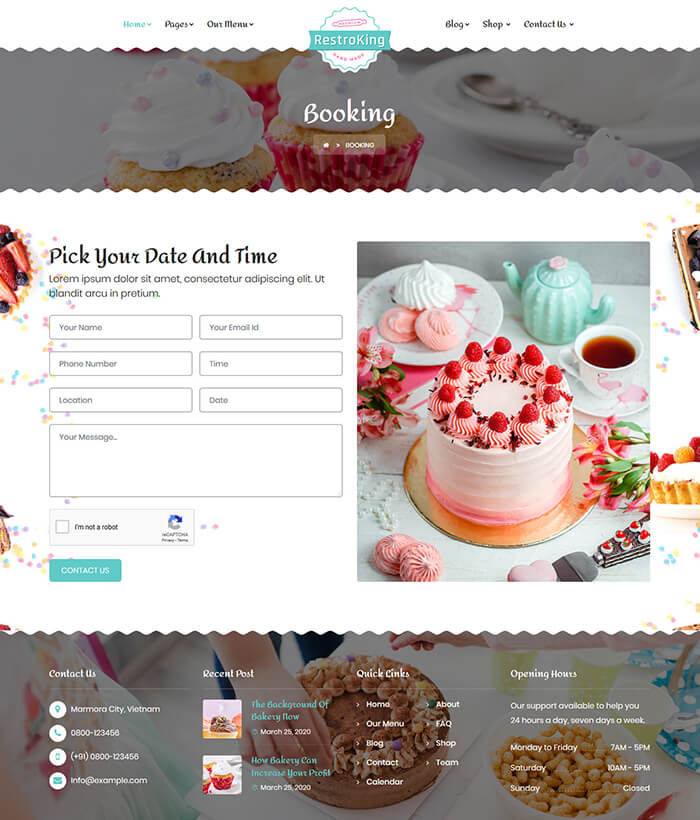 Home
Pages
Our Menu
PREMIUM
RestroKing
HAND MADE
Blog
Shop
Contact Us
Booking
> BOOKING
Pick Your Date And Time
Lorem ipsum dolor sit amet, consectetur adipiscing elit. Ut
blandit arcu in pretium.
Your Name
Your Email Id
Phone Number
Time
Location
Date
Your Message..
I'm not a robot
reCAPTCHA
Privacy - Terms
CONTACT US
Contact Us
Marmora City, Vietnam
0800-123456
(+91) 0800-123456
Info@example.com
Recent Post
The Background Of
Bakery Now
March 25, 2020
How Bakery Can
Increase Your Profit
March 25, 2020
Quick Links
Home
About
Our Menu
FAQ
Blog
Shop
Contact
Team
Calendar
Opening Hours
Our support available to help you
24 hours a day, seven days a week.
Monday to Friday 7AM - 5PM
Saturday 10AM - 5PM
Sunday Closed